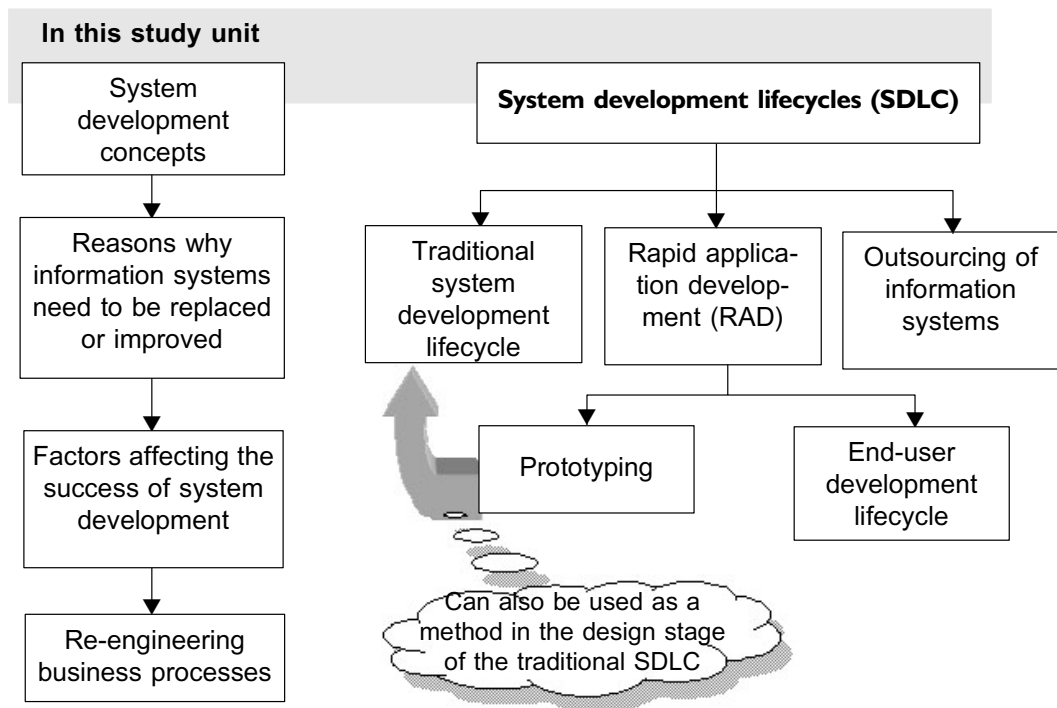 In this study unit
System
development
concepts
Reasons why
information systems
need to be replaced
or improved
Factors affecting the
success of system
development
Re-engineering
business processes
System development lifecycles (SDLC)
Traditional
system
development
lifecycle
Rapid applica-
tion develop-
ment (RAD)
Outsourcing of
information
systems
Prototyping
End-user
development
lifecycle
Can also be used as a
method in the design stage
of the traditional SDLC